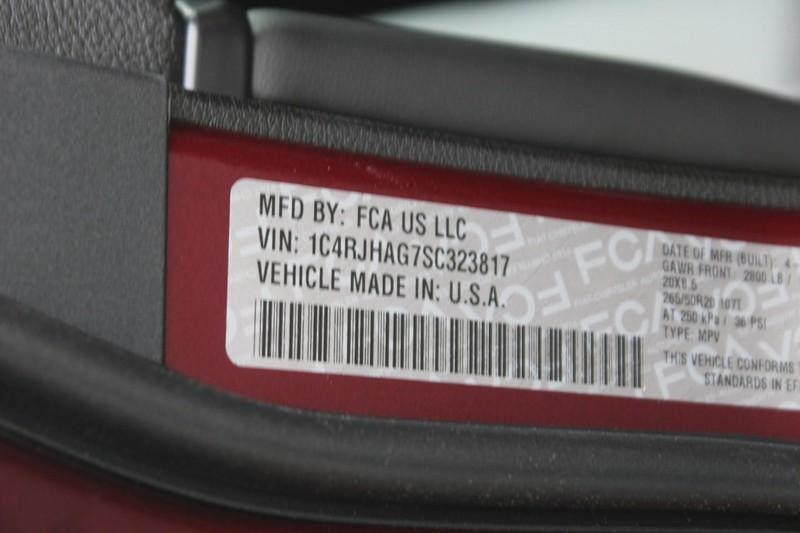 MFD BY: FCA US LLC
VIN: 1C4RJHAG7SC323817
VEHICLE MADE IN: U.S.A.
DATE OF MFR (BUILT): 4-
GAWR FRONT: 2800 LB /
20X8.5
265/50R20 107T
AT 250 kPa / 36 PSI
TYPE: MPV
THIS VEHICLE CONFORMS
STANDARDS IN EF